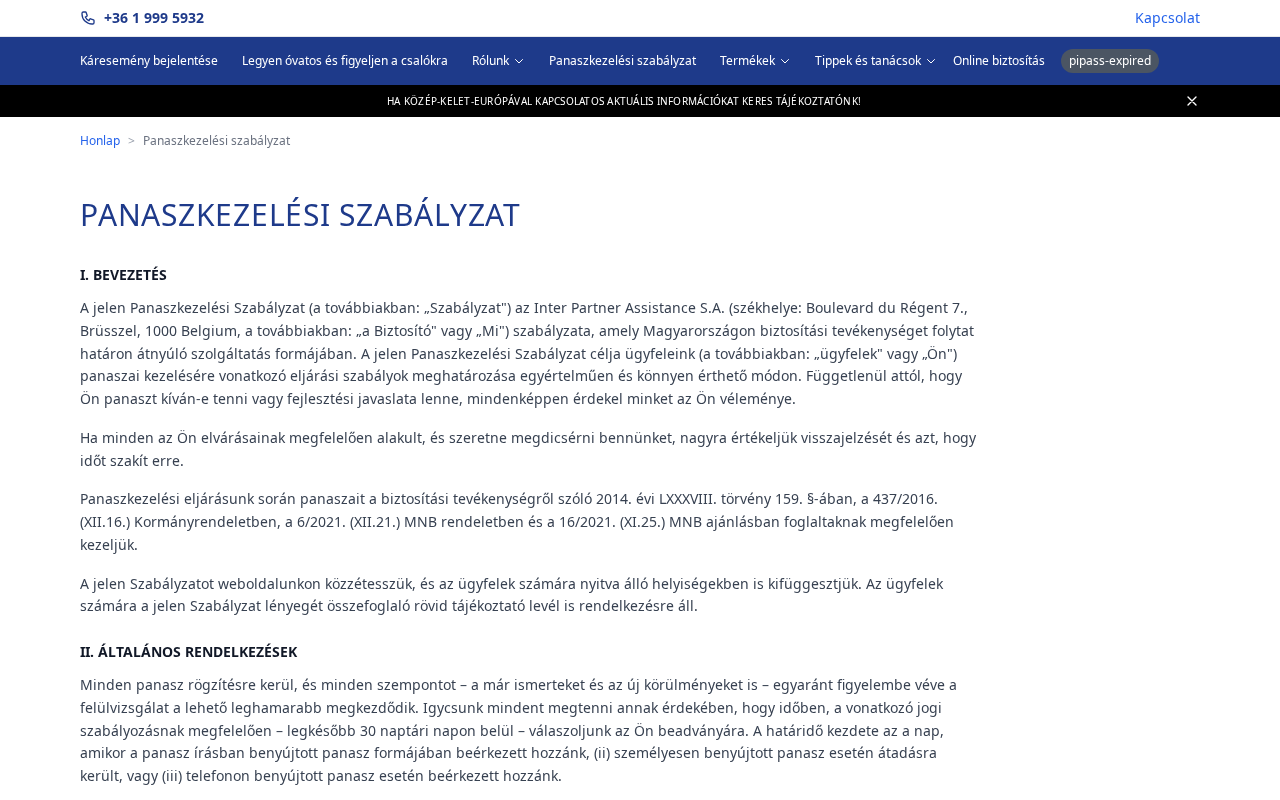 +36 1 999 5932
Kapcsolat
Káresemény bejelentése
Legyen óvatos és figyeljen a csalókra
Rólunk
Panaszkezelési szabályzat
Termékek
Tippek és tanácsok
Online biztosítás
pipass-expired
HA KÖZÉP-KELET-EURÓPÁVAL KAPCSOLATOS AKTUÁLIS INFORMÁCIÓKAT KERES TÁJÉKOZTATÓNK!
Honlap > Panaszkezelési szabályzat
PANASZKEZELÉSI SZABÁLYZAT
I. BEVEZETÉS
A jelen Panaszkezelési Szabályzat (a továbbiakban: „Szabályzat") az Inter Partner Assistance S.A. (székhelye: Boulevard du Régent 7.,
Brüsszel, 1000 Belgium, a továbbiakban: „a Biztosító" vagy „Mi") szabályzata, amely Magyarországon biztosítási tevékenységet folytat
határon átnyúló szolgáltatás formájában. A jelen Panaszkezelési Szabályzat célja ügyfeleink (a továbbiakban: „ügyfelek" vagy „Ön")
panaszai kezelésére vonatkozó eljárási szabályok meghatározása egyértelműen és könnyen érthető módon. Függetlenül attól, hogy
Ön panaszt kíván-e tenni vagy fejlesztési javaslata lenne, mindenképpen érdekel minket az Ön véleménye.
Ha minden az Ön elvárásainak megfelelően alakult, és szeretne megdicsérni bennünket, nagyra értékeljük visszajelzését és azt, hogy
időt szakít erre.
Panaszkezelési eljárásunk során panaszait a biztosítási tevékenységről szóló 2014. évi LXXXVIII. törvény 159. §-ában, a 437/2016.
(XII.16.) Kormányrendeletben, a 6/2021. (XII.21.) MNB rendeletben és a 16/2021. (XI.25.) MNB ajánlásban foglaltaknak megfelelően
kezeljük.
A jelen Szabályzatot weboldalunkon közzétesszük, és az ügyfelek számára nyitva álló helyiségekben is kifüggesztjük. Az ügyfelek
számára a jelen Szabályzat lényegét összefoglaló rövid tájékoztató levél is rendelkezésre áll.
II. ÁLTALÁNOS RENDELKEZÉSEK
Minden panasz rögzítésre kerül, és minden szempontot – a már ismerteket és az új körülményeket is – egyaránt figyelembe véve a
felülvizsgálat a lehető leghamarabb megkezdődik. Igycsunk mindent megtenni annak érdekében, hogy időben, a vonatkozó jogi
szabályozásnak megfelelően – legkésőbb 30 naptári napon belül – válaszoljunk az Ön beadványára. A határidő kezdete az a nap,
amikor a panasz írásban benyújtott panasz formájában beérkezett hozzánk, (ii) személyesen benyújtott panasz esetén átadásra
került, vagy (iii) telefonon benyújtott panasz esetén beérkezett hozzánk.